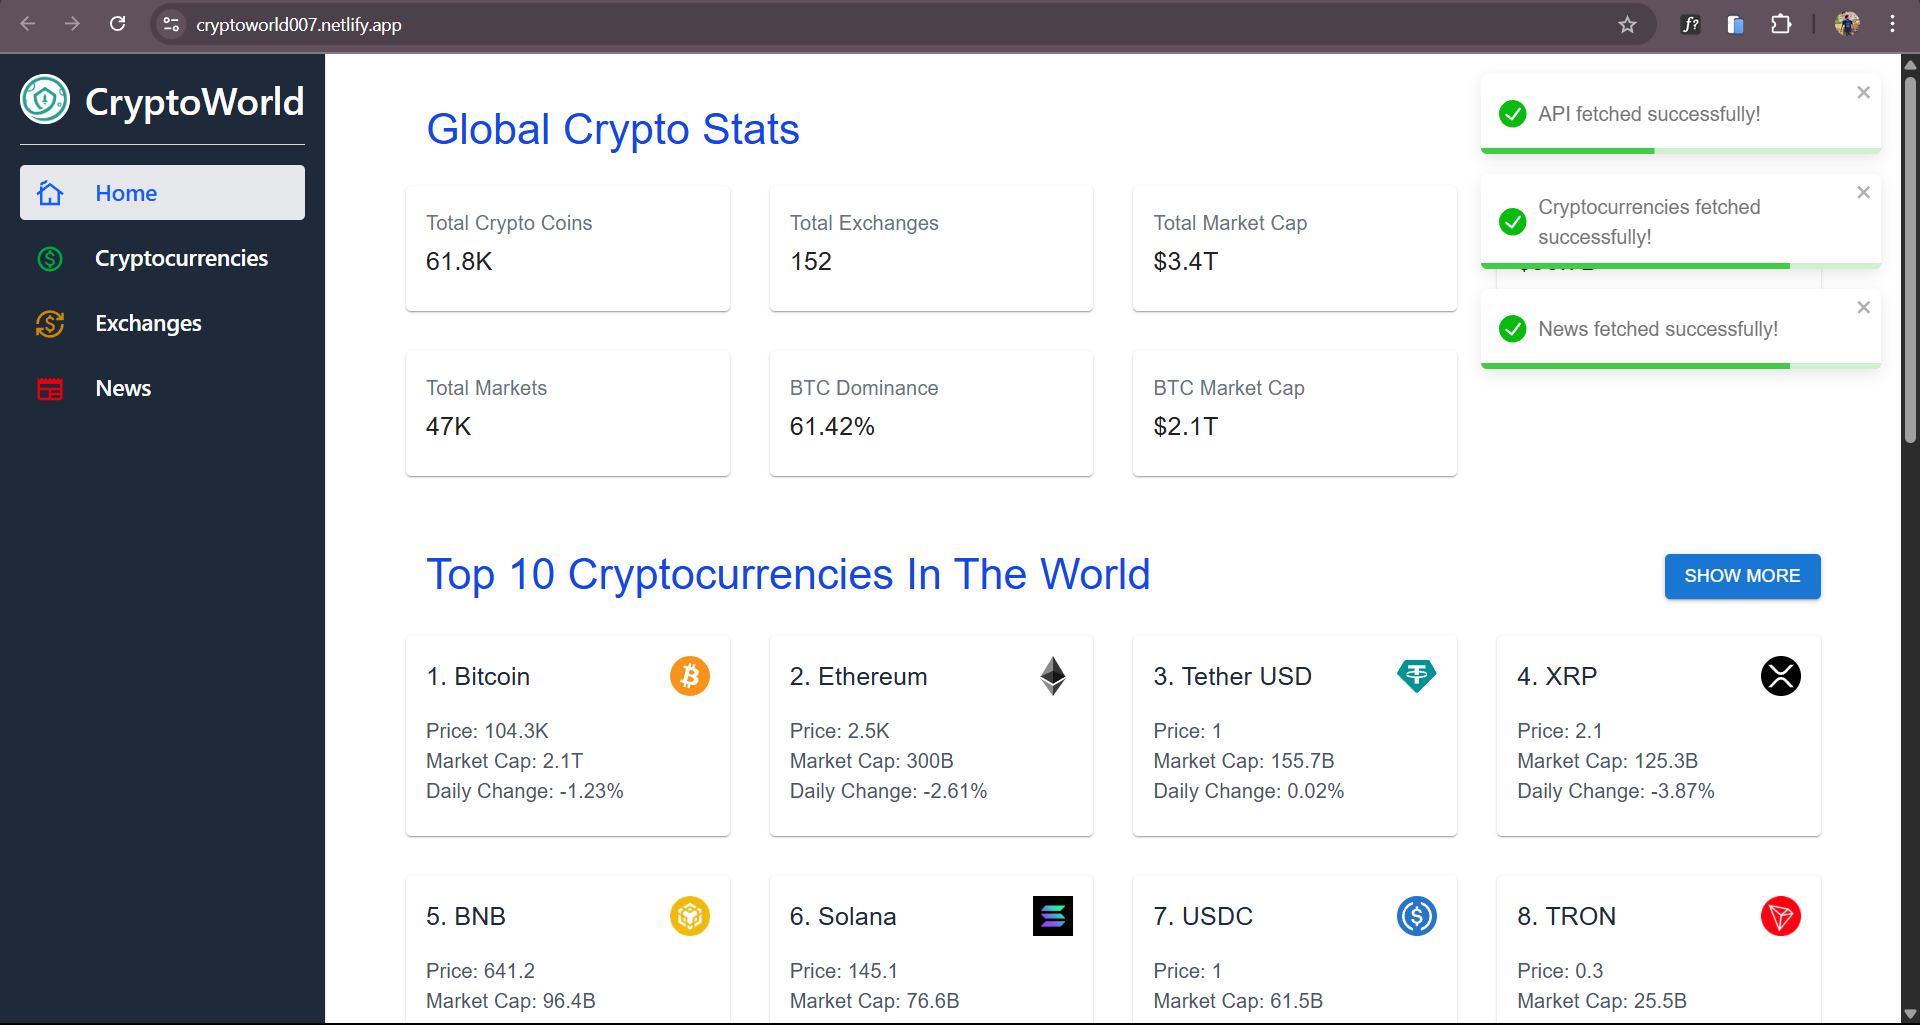 cryptoworld007.netlify.app
f?
CryptoWorld
Home
Cryptocurrencies
Exchanges
News
Global Crypto Stats
Total Crypto Coins
61.8K
Total Exchanges
152
Total Market Cap
$3.4T
Total Markets
47K
BTC Dominance
61.42%
BTC Market Cap
$2.1T
API fetched successfully!
Cryptocurrencies fetched
successfully!
News fetched successfully!
Top 10 Cryptocurrencies In The World
SHOW MORE
1. Bitcoin
Price: 104.3K
Market Cap: 2.1T
Daily Change: -1.23%
2. Ethereum
Price: 2.5K
Market Cap: 300B
Daily Change: -2.61%
3. Tether USD
Price: 1
Market Cap: 155.7B
Daily Change: 0.02%
4. XRP
Price: 2.1
Market Cap: 125.3B
Daily Change: -3.87%
5. BNB
Price: 641.2
Market Cap: 96.4B
6. Solana
Price: 145.1
Market Cap: 76.6B
7. USDC
Price: 1
Market Cap: 61.5B
8. TRON
Price: 0.3
Market Cap: 25.5B